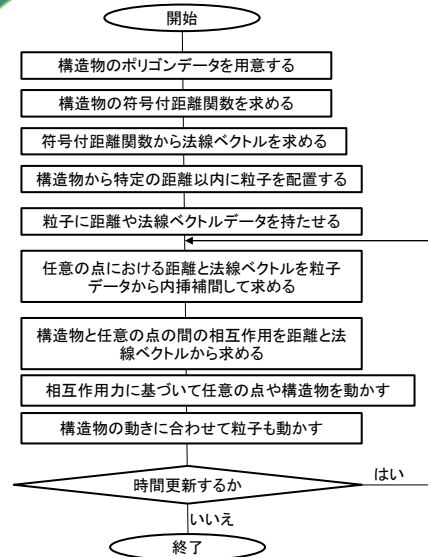 開始
構造物のポリゴンデータを用意する
構造物の符号付距離関数を求める
符号付距離関数から法線ベクトルを求める
構造物から特定の距離以内に粒子を配置する
粒子に距離や法線ベクトルデータを持たせる
任意の点における距離と法線ベクトルを粒子
データから内挿補間して求める
構造物と任意の点の間の相互作用を距離と法
線ベクトルから求める
相互作用力に基づいて任意の点や構造物を動かす
構造物の動きに合わせて粒子も動かす
時間更新するか
はい
いいえ
終了